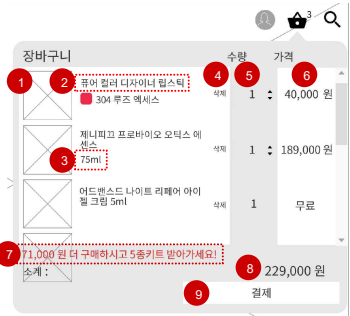 3
장바구니 수량 가격
1 2 퓨어 컬러 디자이너 립스틱 4 5 6
304 루즈 엑세스 삭제 1 40,000 원
제니피끄 프로바이오 오틱스 에
센스 삭제 1 189,000 원
3 75ml
어드밴스드 나이트 리페어 아이
젤 크림 5ml 삭제 1 무료
7 71,000 원 더 구매하시고 5종키트 받아가세요!
소계 : 8 229,000 원
9 결제